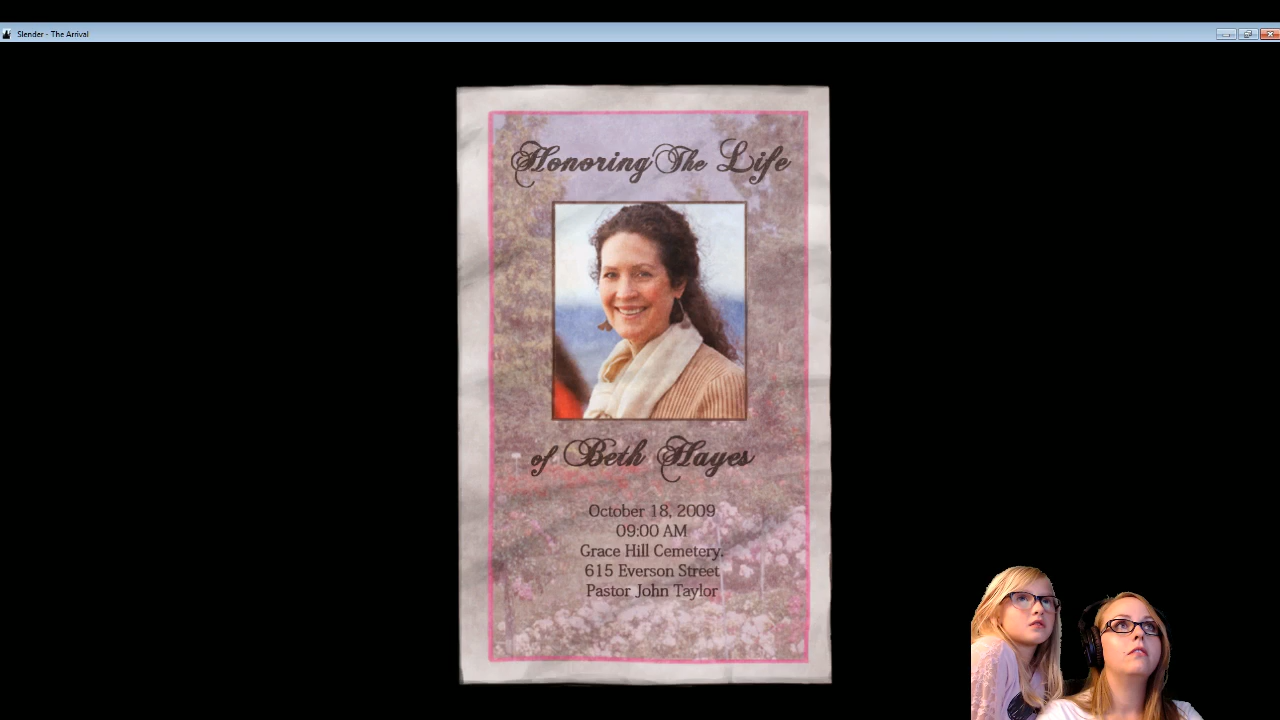 Slender - The Arrival
Honoring The Life
of Beth Hayes
October 18, 2009
09:00 AM
Grace Hill Cemetery,
615 Everson Street
Pastor John Taylor